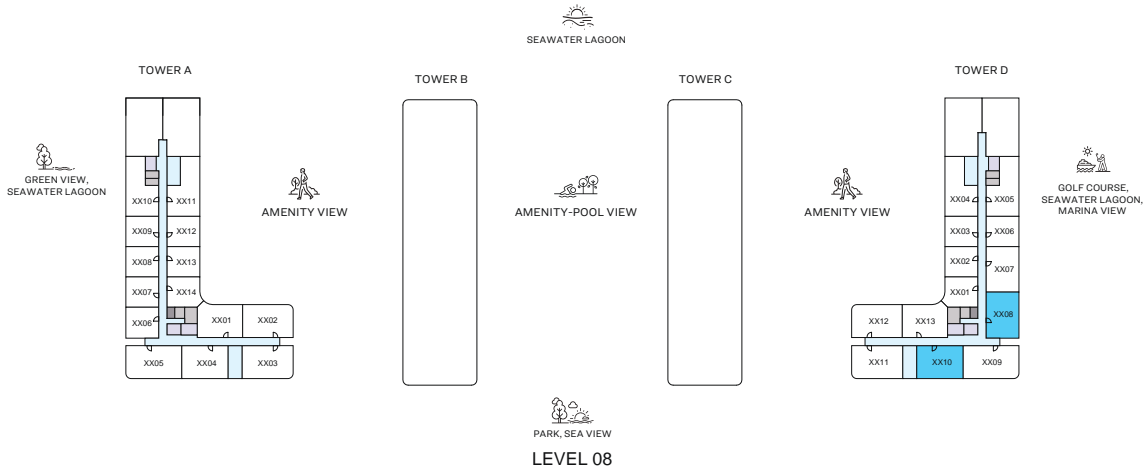 SEAWATER LAGOON
TOWER A
TOWER B
TOWER C
TOWER D
GREEN VIEW,
SEAWATER LAGOON
AMENITY VIEW
AMENITY-POOL VIEW
AMENITY VIEW
GOLF COURSE,
SEAWATER LAGOON,
MARINA VIEW
XX10
XX11
XX09
XX12
XX08
XX13
XX07
XX14
XX06
XX01
XX02
XX05
XX04
XX03
XX04
XX05
XX03
XX06
XX02
XX07
XX01
XX08
XX12
XX13
XX11
XX10
XX09
PARK, SEA VIEW
LEVEL 08